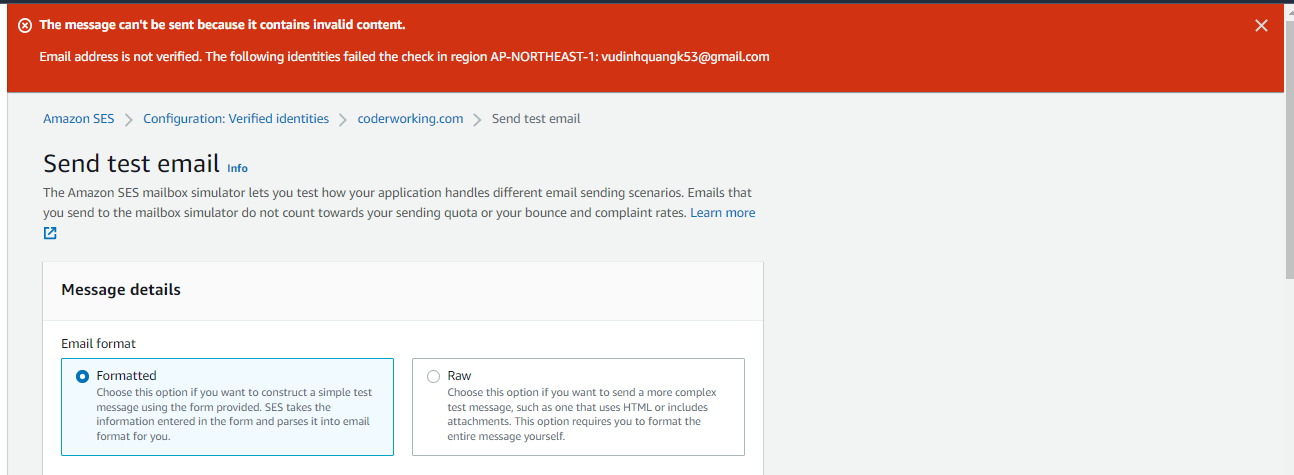 The message can't be sent because it contains invalid content.
Email address is not verified. The following identities failed the check in region AP-NORTHEAST-1: vudinhquangk53@gmail.com
Amazon SES > Configuration: Verified identities > coderworking.com > Send test email
Send test email Info
The Amazon SES mailbox simulator lets you test how your application handles different email sending scenarios. Emails that
you send to the mailbox simulator do not count towards your sending quota or your bounce and complaint rates. Learn more
Message details
Email format
Formatted
Choose this option if you want to construct a simple test
message using the form provided. SES takes the
information entered in the form and parses it into email
format for you.
Raw
Choose this option if you want to send a more complex
test message, such as one that uses HTML or includes
attachments. This option requires you to format the
entire message yourself.